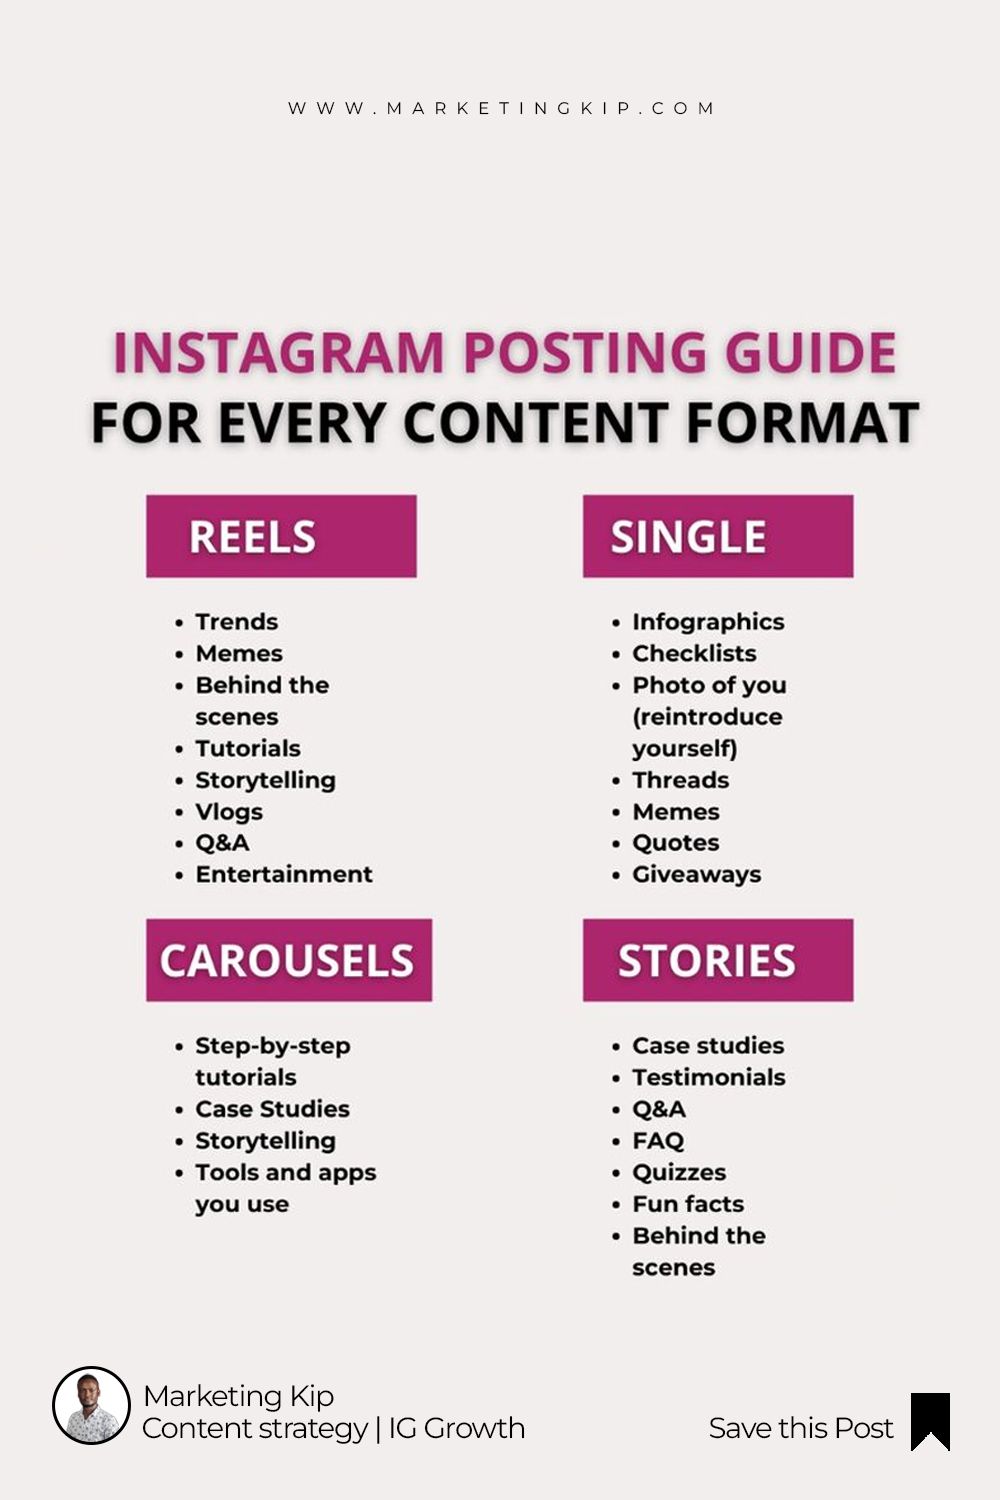 WWW.MARKETINGKIP.COM
INSTAGRAM POSTING GUIDE
FOR EVERY CONTENT FORMAT
REELS
• Trends
• Memes
• Behind the
scenes
• Tutorials
• Storytelling
• Vlogs
• Q&A
• Entertainment
SINGLE
• Infographics
• Checklists
• Photo of you
(reintroduce
yourself)
• Threads
• Memes
• Quotes
• Giveaways
CAROUSELS
• Step-by-step
tutorials
• Case Studies
• Storytelling
• Tools and apps
you use
STORIES
• Case studies
• Testimonials
• Q&A
• FAQ
• Quizzes
• Fun facts
• Behind the
scenes
Marketing Kip
Content strategy | IG Growth
Save this Post